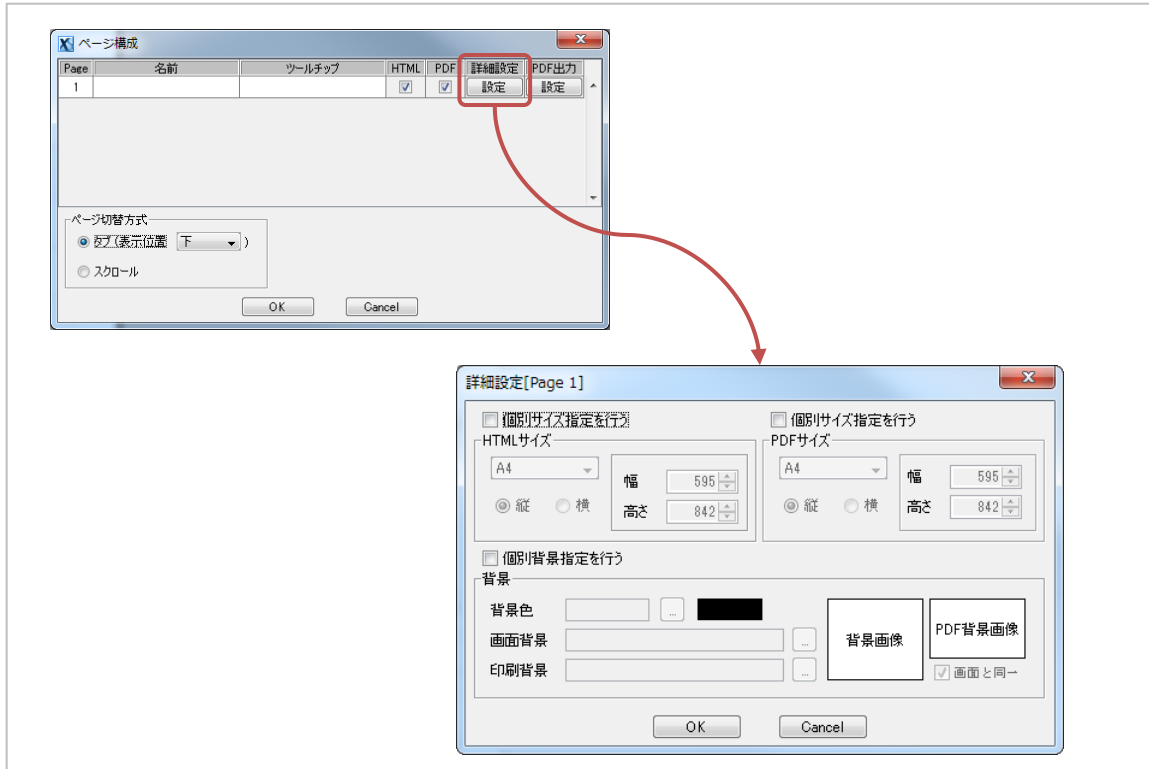 ページ構成
Page 名前 ツールチップ HTML PDF 詳細設定 PDF出力
1 設定 設定
ページ切替方式
タブ(表示位置 下 )
スクロール
OK Cancel
詳細設定[Page 1]
個別サイズ指定を行う 個別サイズ指定を行う
HTMLサイズ PDFサイズ
A4 幅 595 A4 幅 595
縦 横 高さ 842 縦 横 高さ 842
個別背景指定を行う
背景
背景色 ...
画面背景 ... 背景画像 PDF背景画像
印刷背景 ... 画面と同一
OK Cancel